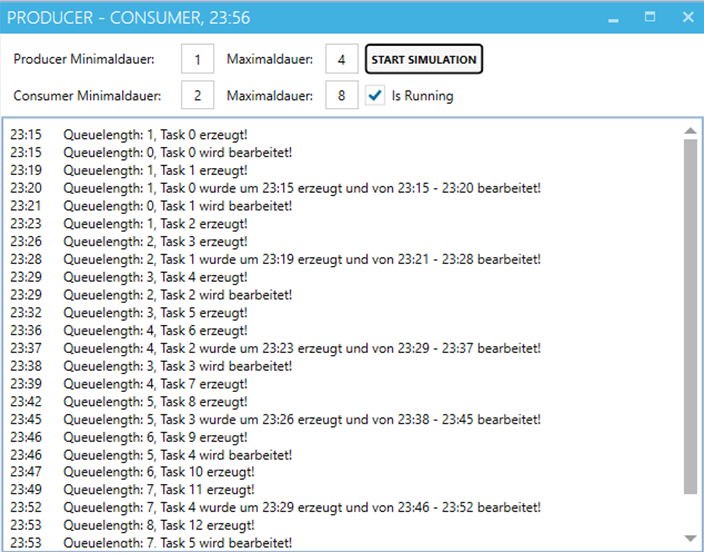 PRODUCER - CONSUMER, 23:56
Producer Minimaldauer: 1 Maximaldauer: 4 START SIMULATION
Consumer Minimaldauer: 2 Maximaldauer: 8 Is Running
23:15 Queuelength: 1, Task 0 erzeugt!
23:15 Queuelength: 0, Task 0 wird bearbeitet!
23:19 Queuelength: 1, Task 1 erzeugt!
23:20 Queuelength: 1, Task 0 wurde um 23:15 erzeugt und von 23:15 - 23:20 bearbeitet!
23:21 Queuelength: 0, Task 1 wird bearbeitet!
23:23 Queuelength: 1, Task 2 erzeugt!
23:26 Queuelength: 2, Task 3 erzeugt!
23:28 Queuelength: 2, Task 1 wurde um 23:19 erzeugt und von 23:21 - 23:28 bearbeitet!
23:29 Queuelength: 3, Task 4 erzeugt!
23:29 Queuelength: 2, Task 2 wird bearbeitet!
23:32 Queuelength: 3, Task 5 erzeugt!
23:36 Queuelength: 4, Task 6 erzeugt!
23:37 Queuelength: 4, Task 2 wurde um 23:23 erzeugt und von 23:29 - 23:37 bearbeitet!
23:38 Queuelength: 3, Task 3 wird bearbeitet!
23:39 Queuelength: 4, Task 7 erzeugt!
23:42 Queuelength: 5, Task 8 erzeugt!
23:45 Queuelength: 5, Task 3 wurde um 23:26 erzeugt und von 23:38 - 23:45 bearbeitet!
23:46 Queuelength: 6, Task 9 erzeugt!
23:46 Queuelength: 5, Task 4 wird bearbeitet!
23:47 Queuelength: 6, Task 10 erzeugt!
23:49 Queuelength: 7, Task 11 erzeugt!
23:52 Queuelength: 7, Task 4 wurde um 23:29 erzeugt und von 23:46 - 23:52 bearbeitet!
23:53 Queuelength: 8, Task 12 erzeugt!
23:53 Queuelength: 7, Task 5 wird bearbeitet!